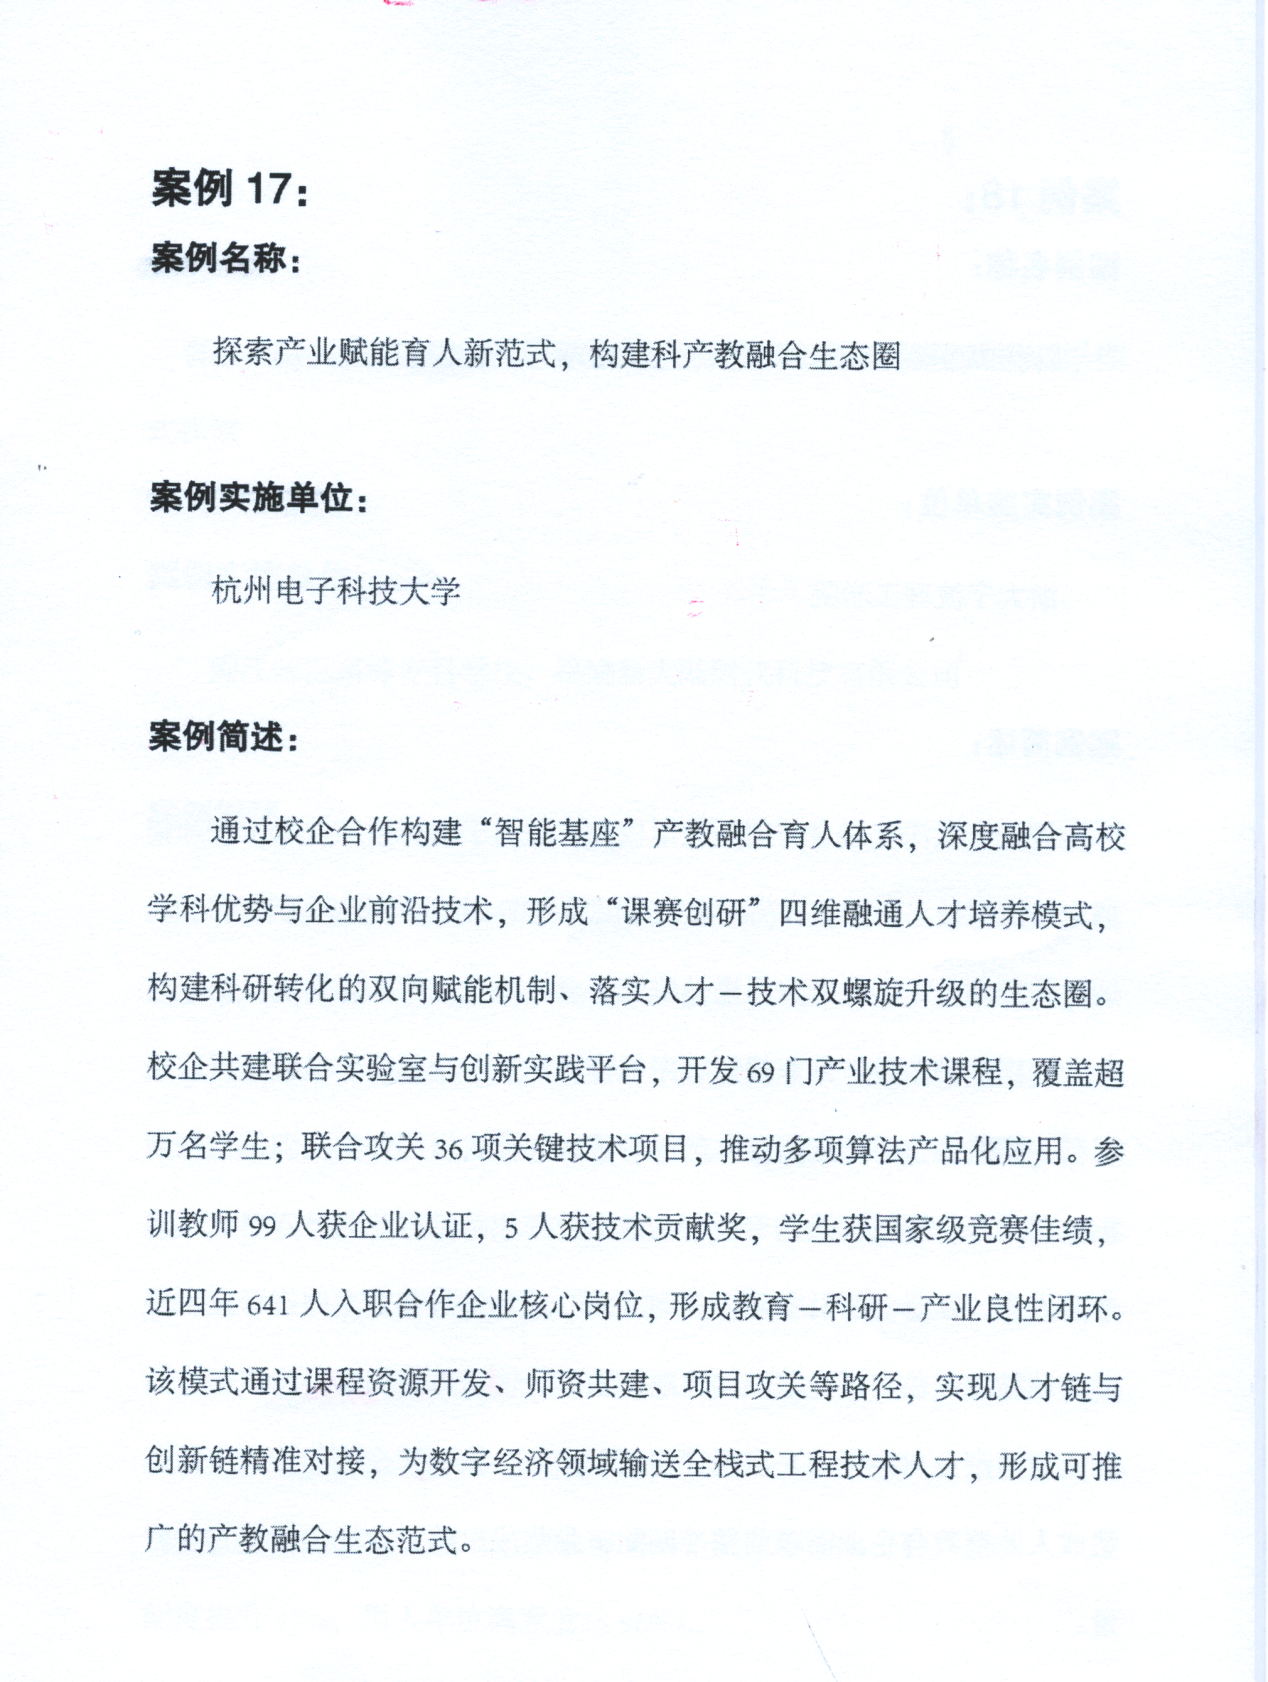 案例 17：
案例名称：
探索产业赋能育人新范式，构建科产教融合生态圈
案例实施单位：
杭州电子科技大学
案例简述：
通过校企合作构建“智能基座”产教融合育人体系，深度融合高校
学科优势与企业前沿技术，形成“课赛创研”四维融通人才培养模式，
构建科研转化的双向赋能机制、落实人才—技术双螺旋升级的生态圈。
校企共建联合实验室与创新实践平台，开发 69 门产业技术课程，覆盖超
万名学生；联合攻关 36 项关键技术项目，推动多项算法产品化应用。参
训教师 99 人获企业认证，5 人获技术贡献奖，学生获国家级竞赛佳绩，
近四年 641 人入职合作企业核心岗位，形成教育—科研—产业良性闭环。
该模式通过课程资源开发、师资共建、项目攻关等路径，实现人才链与
创新链精准对接，为数字经济领域输送全栈式工程技术人才，形成可推
广的产教融合生态范式。